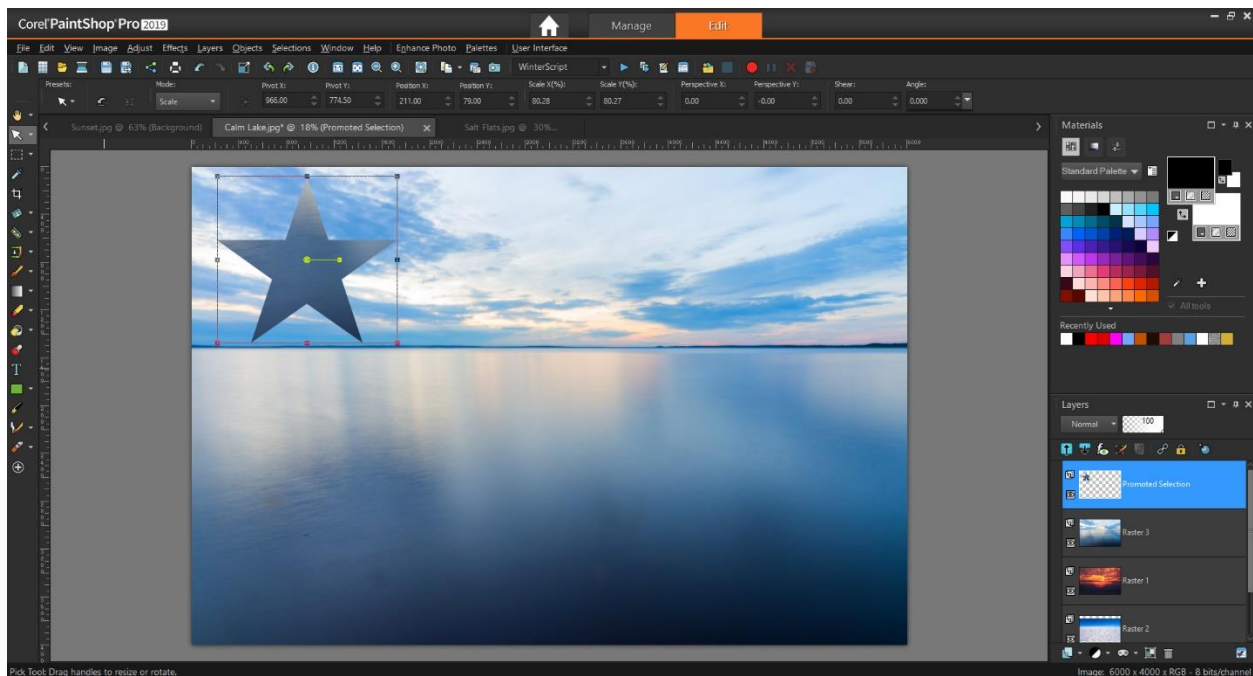 Corel PaintShop Pro 2019
Manage
Edit
File Edit View Image Adjust Effects Layers Objects Selections Window Help Enhance Photo Palettes User Interface
WinterScript
Presets: Mode: Pivot X: Pivot Y: Position X: Position Y: Scale X(%): Scale Y(%): Perspective X: Perspective Y: Shear: Angle:
Scale 966.00 774.50 211.00 79.00 80.28 80.27 0.00 -0.00 0.00 0.000
Sunset.jpg @ 63% (Background) Calm Lake.jpg* @ 18% (Promoted Selection) X Salt Flats.jpg @ 30%...
Materials
Standard Palette
All tools
Recently Used
Layers
Normal 100
Promoted Selection
Raster 3
Raster 1
Raster 2
Pick Tool: Drag handles to resize or rotate.
Image: 6000 x 4000 x RGB - 8 bits/channel